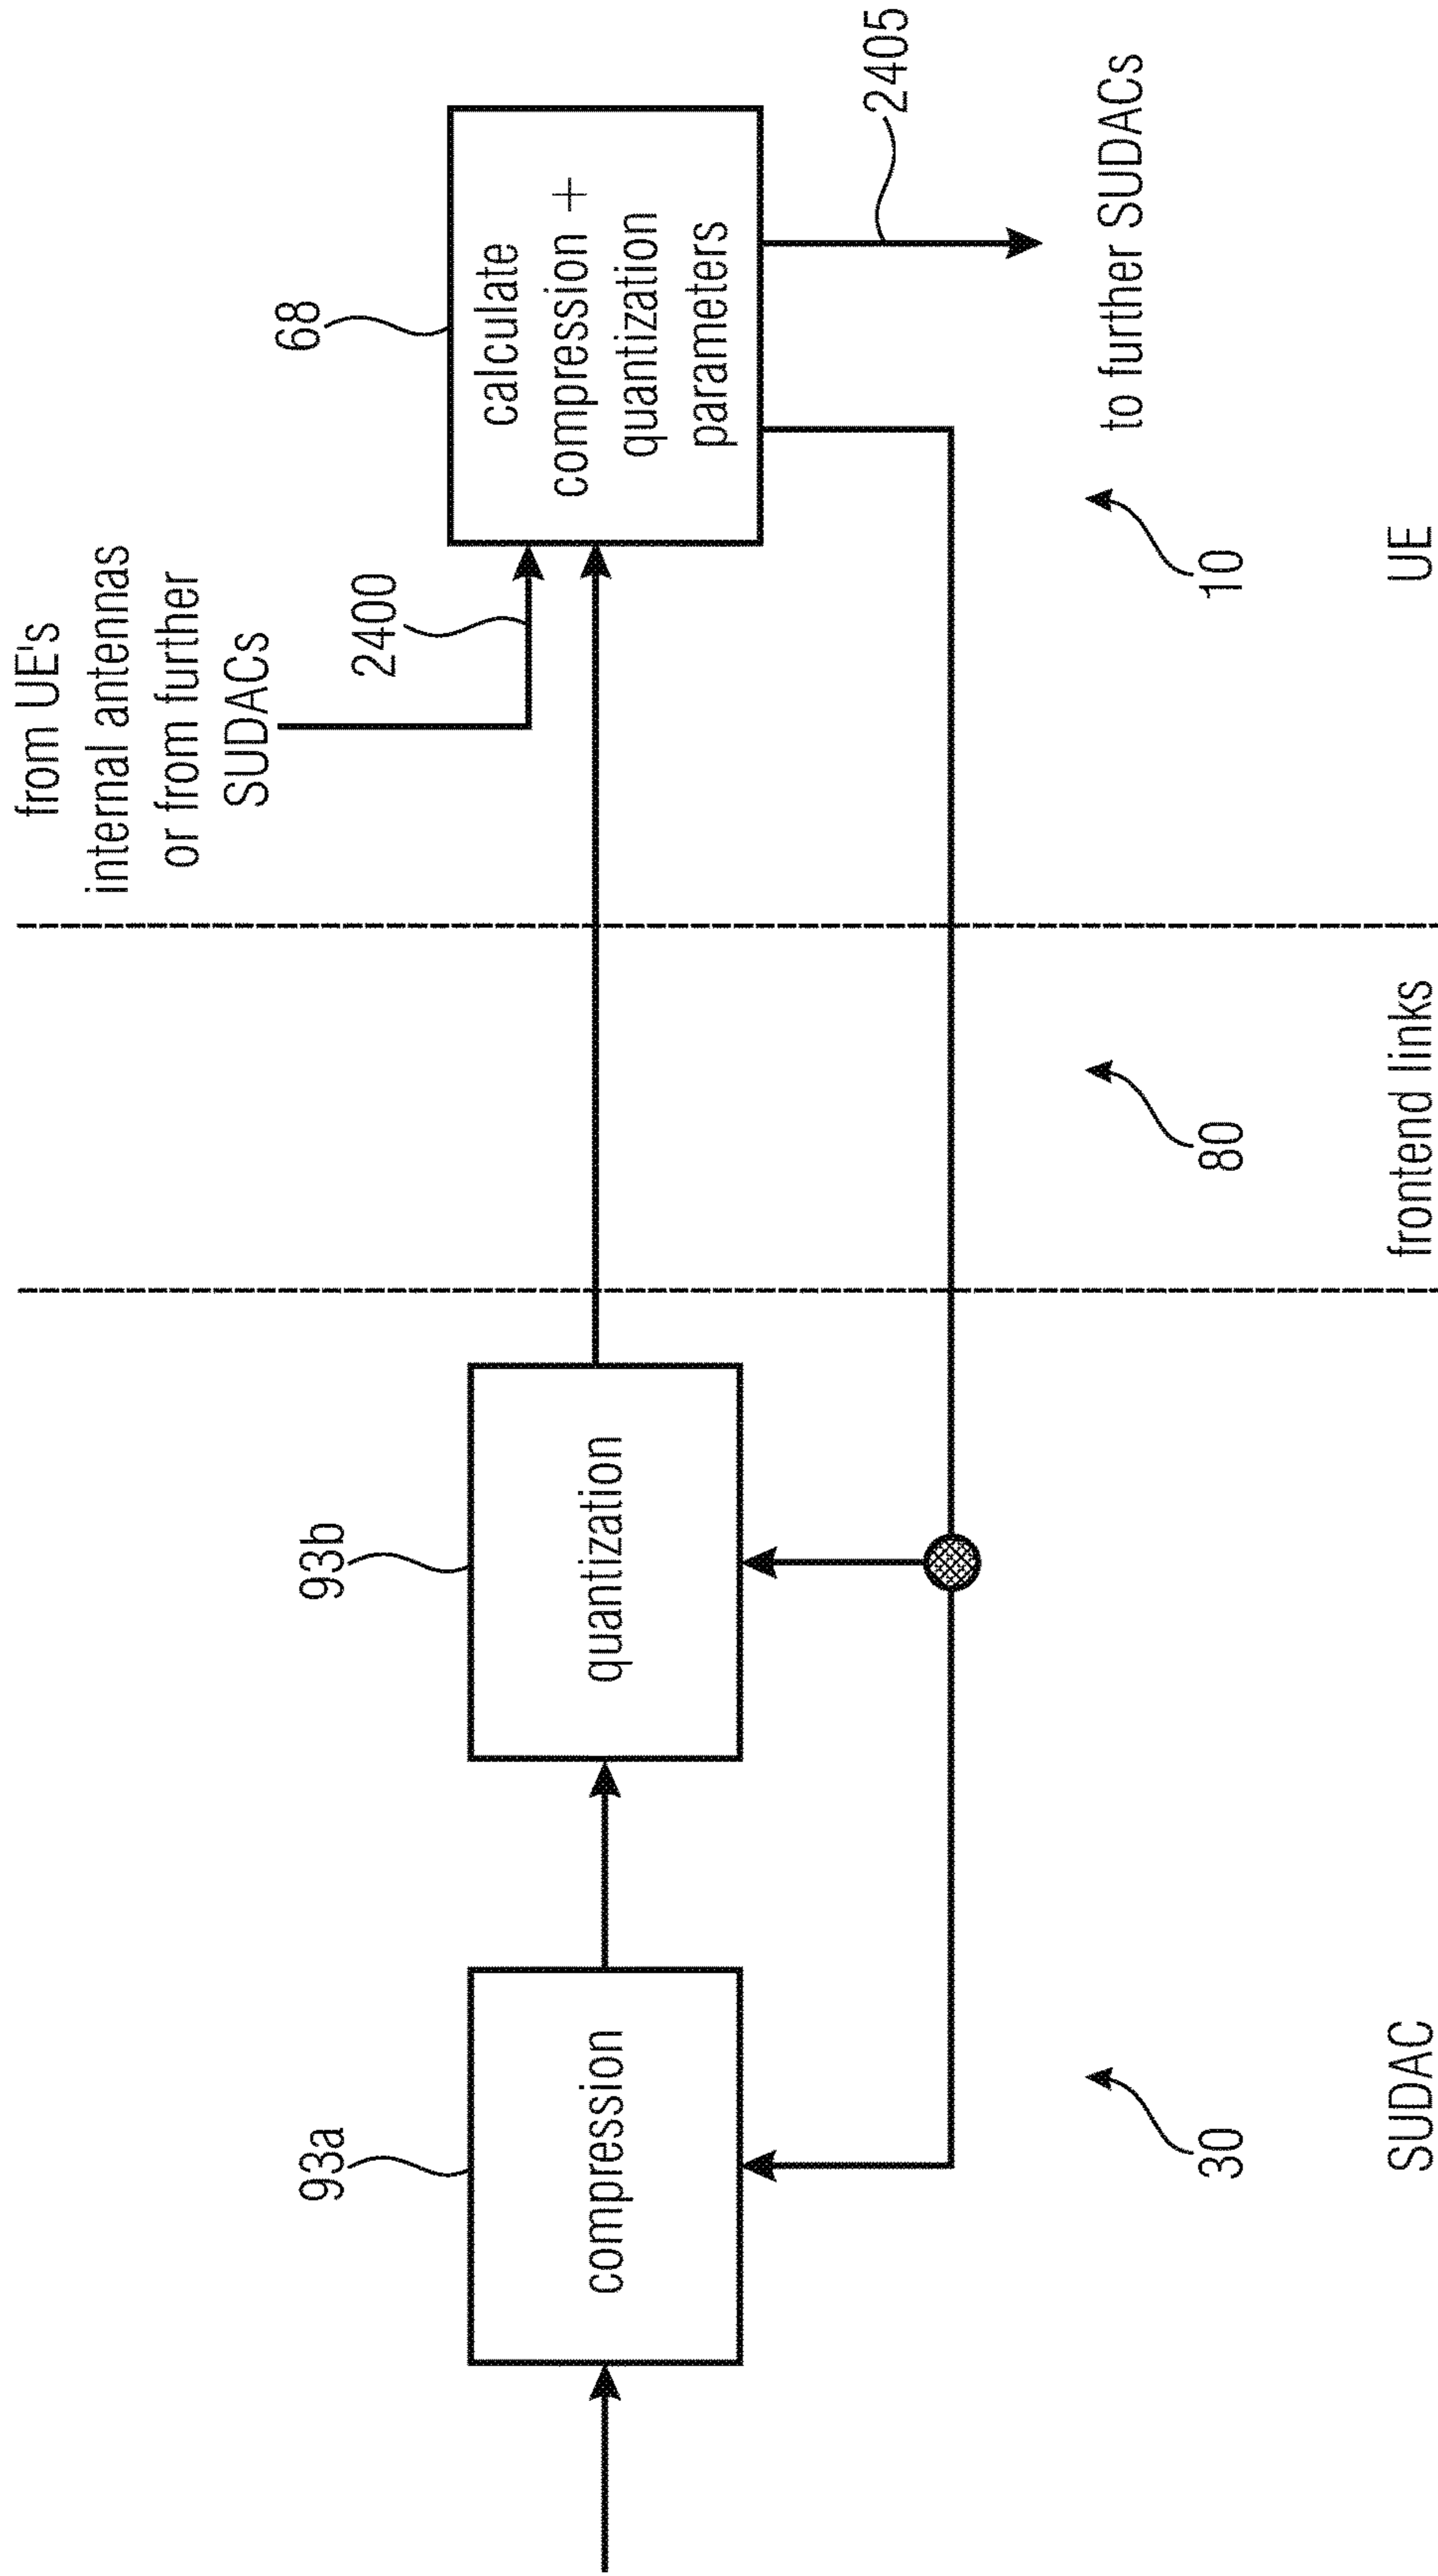 from UE's
internal antennas
or from further
SUDACs
2400
68
calculate
compression +
quantization
parameters
2405
to further SUDACs
93a
compression
93b
quantization
30
80
10
SUDAC
frontend links
UE